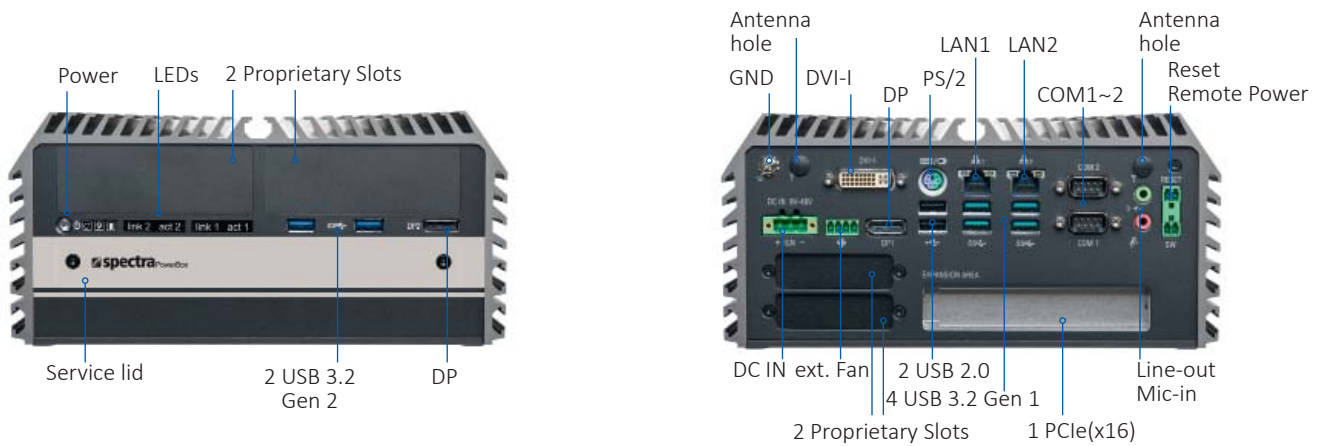 Power
LEDs
2 Proprietary Slots
link 2 act 2
link 1 act 1
DP2
spectra PowerBox
Service lid
2 USB 3.2
Gen 2
DP
Antenna
hole
GND
DVI-I
DP
PS/2
LAN1
LAN2
COM1~2
Antenna
hole
Reset
Remote Power
DVI-I
COM 2
RESET
DC IN 9V-48V
+ IGN −
DP1
COM 1
SW
EXPANSION AREA
DC IN
ext. Fan
2 USB 2.0
4 USB 3.2 Gen 1
Line-out
Mic-in
2 Proprietary Slots
1 PCIe(x16)